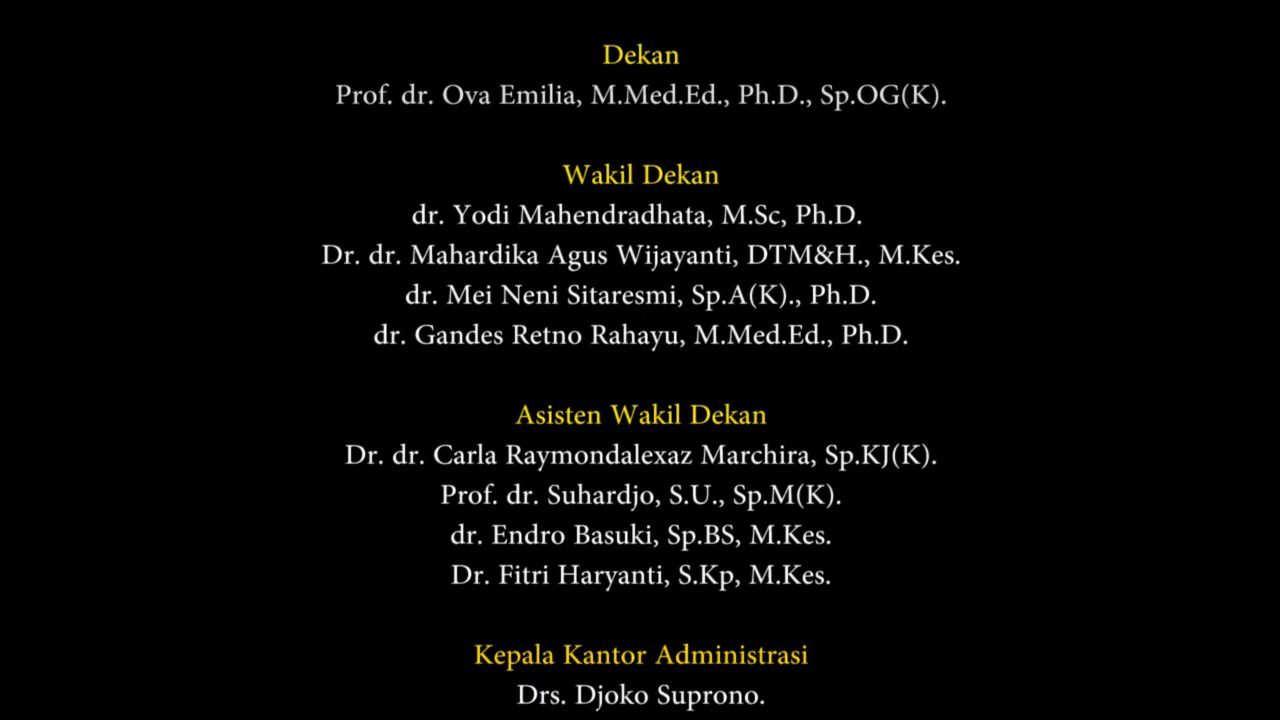 Dekan
Prof. dr. Ova Emilia, M.Med.Ed., Ph.D., Sp.OG(K).
Wakil Dekan
dr. Yodi Mahendradhata, M.Sc, Ph.D.
Dr. dr. Mahardika Agus Wijayanti, DTM&H., M.Kes.
dr. Mei Neni Sitaresmi, Sp.A(K)., Ph.D.
dr. Gandes Retno Rahayu, M.Med.Ed., Ph.D.
Asisten Wakil Dekan
Dr. dr. Carla Raymondalexaz Marchira, Sp.KJ(K).
Prof. dr. Suhardjo, S.U., Sp.M(K).
dr. Endro Basuki, Sp.BS, M.Kes.
Dr. Fitri Haryanti, S.Kp, M.Kes.
Kepala Kantor Administrasi
Drs. Djoko Suprono.